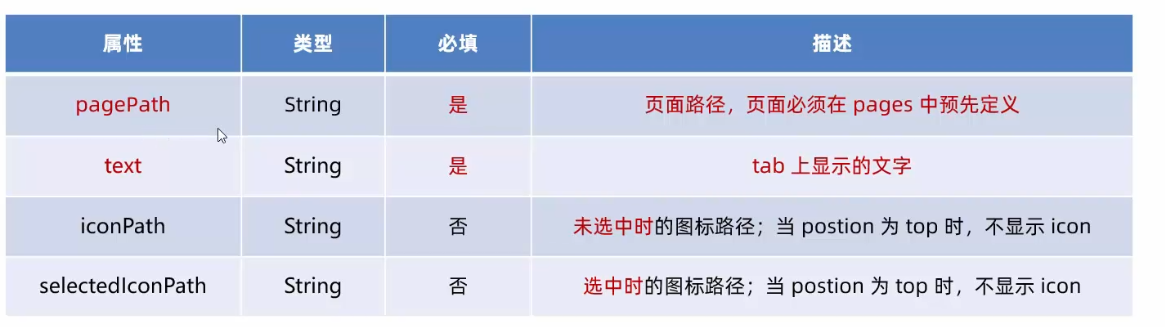 属性 类型 必填 描述
pagePath String 是 页面路径，页面必须在 pages 中预先定义
text String 是 tab 上显示的文字
iconPath String 否 未选中时的图标路径；当 postion 为 top 时，不显示 icon
selectedIconPath String 否 选中时的图标路径；当 postion 为 top 时，不显示 icon